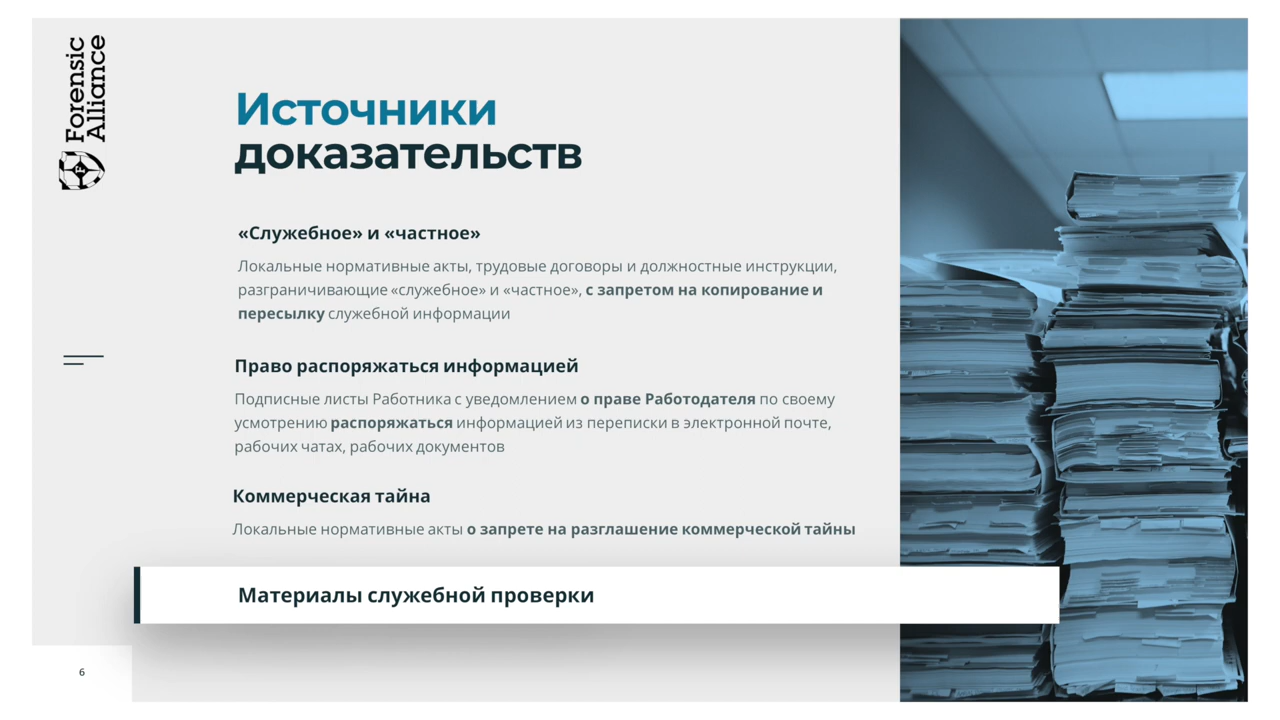 Forensic
Alliance
Источники
доказательств
«Служебное» и «частное»
Локальные нормативные акты, трудовые договоры и должностные инструкции,
разграничивающие «служебное» и «частное», с запретом на копирование и
пересылку служебной информации
Право распоряжаться информацией
Подписные листы Работника с уведомлением о праве Работодателя по своему
усмотрению распоряжаться информацией из переписки в электронной почте,
рабочих чатах, рабочих документов
Коммерческая тайна
Локальные нормативные акты о запрете на разглашение коммерческой тайны
Материалы служебной проверки
6